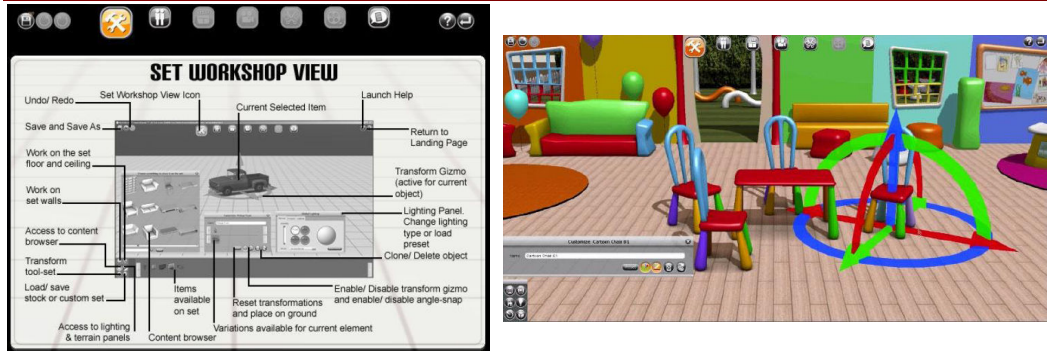 SET WORKSHOP VIEW
Undo/ Redo
Set Workshop View Icon
Current Selected Item
Launch Help
Save and Save As
Return to
Landing Page
Work on the set
floor and ceiling
Transform Gizmo
(active for current
object)
Work on
set walls
Lighting Panel.
Change lighting
type or load
preset
Access to content
browser
Clone/ Delete object
Transform
tool-set
Items
available
on set
Enable/ Disable transform gizmo
and enable/ disable angle-snap
Load/ save
stock or custom set
Reset transformations
and place on ground
Access to lighting
& terrain panels
Content browser
Variations available for current element
Customise: Cartoon Chair 01
Cartoon Chair 01